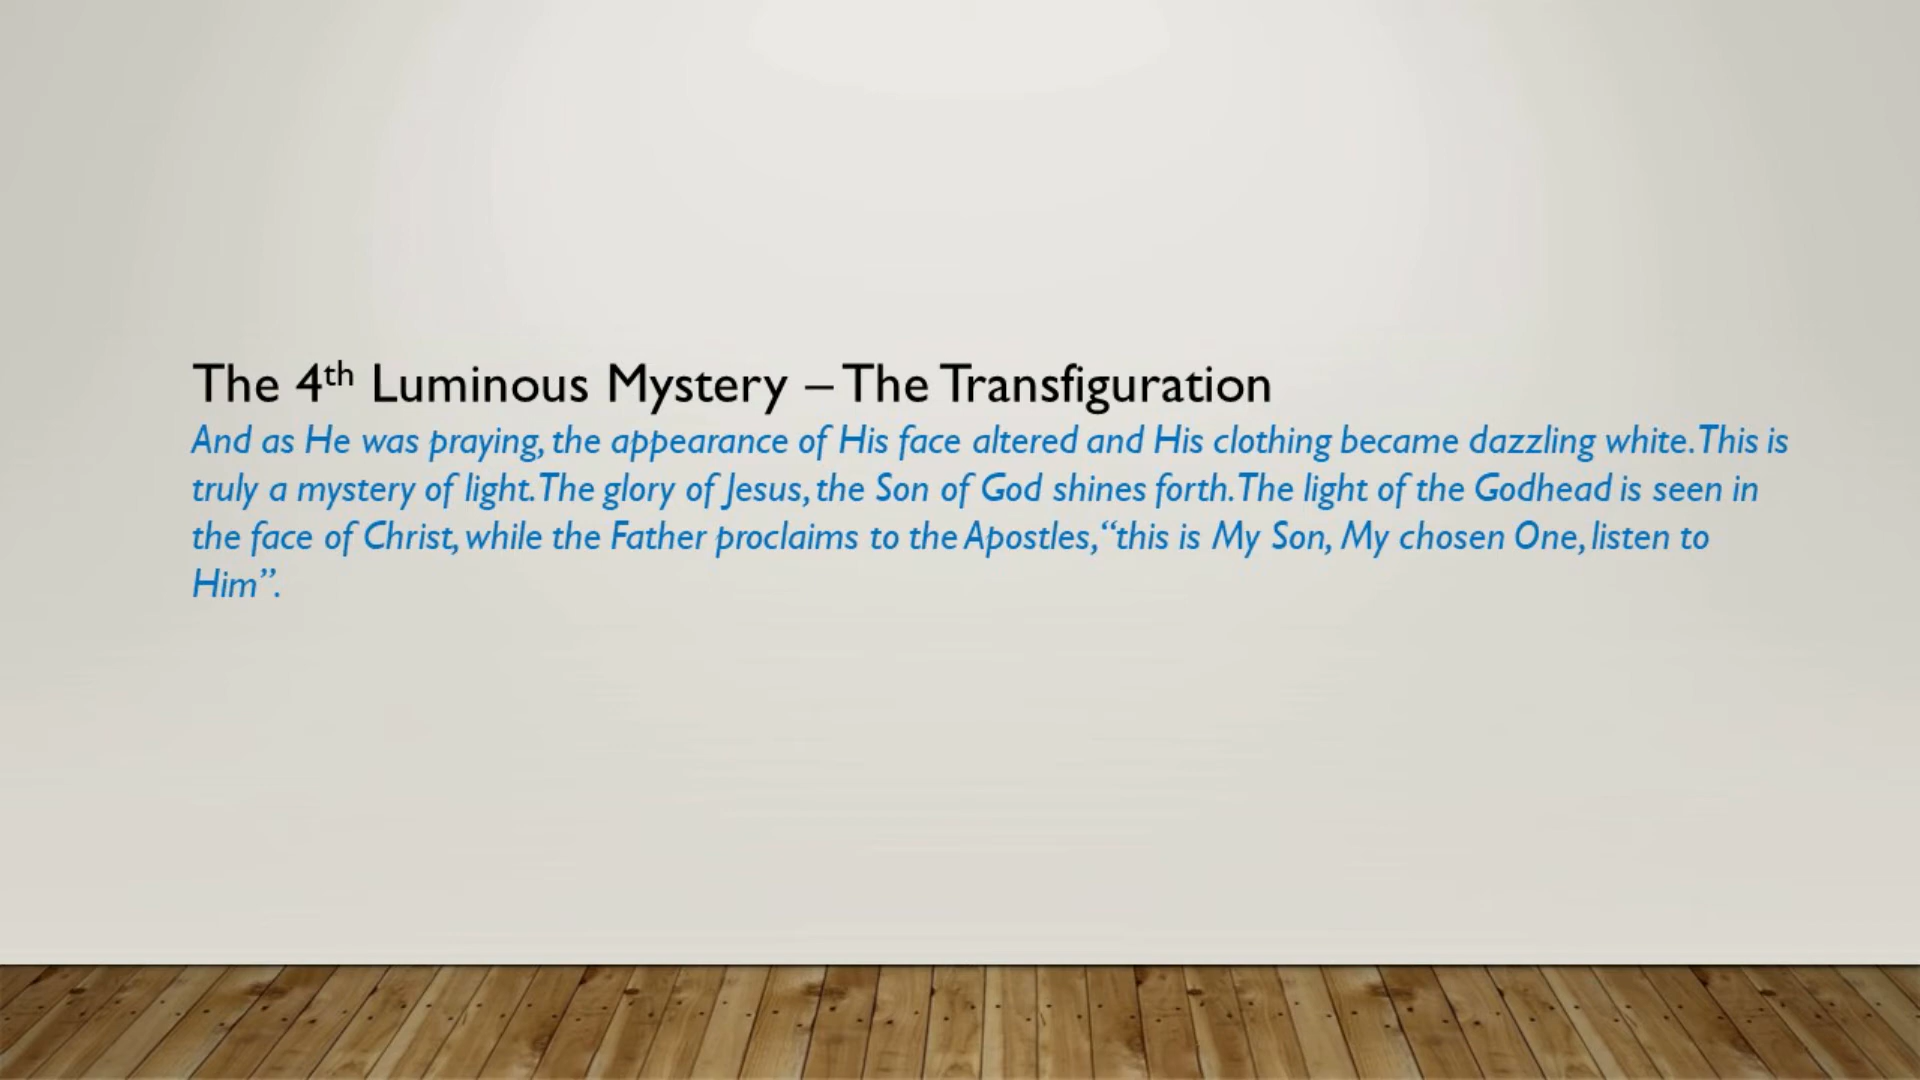 The 4th Luminous Mystery – The Transfiguration
And as He was praying, the appearance of His face altered and His clothing became dazzling white. This is
truly a mystery of light. The glory of Jesus, the Son of God shines forth. The light of the Godhead is seen in
the face of Christ, while the Father proclaims to the Apostles, “this is My Son, My chosen One, listen to
Him”.